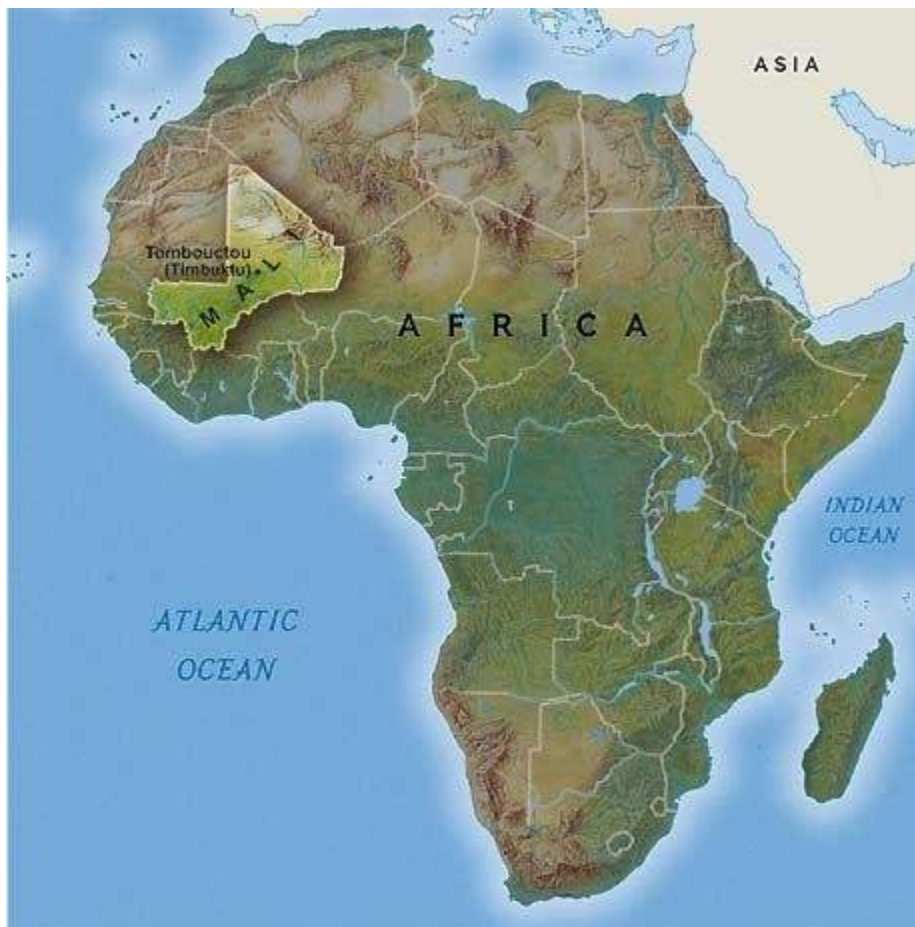 ASIA
Tombouctou
(Timbuktu)
MALI
AFRICA
INDIAN
OCEAN
ATLANTIC
OCEAN